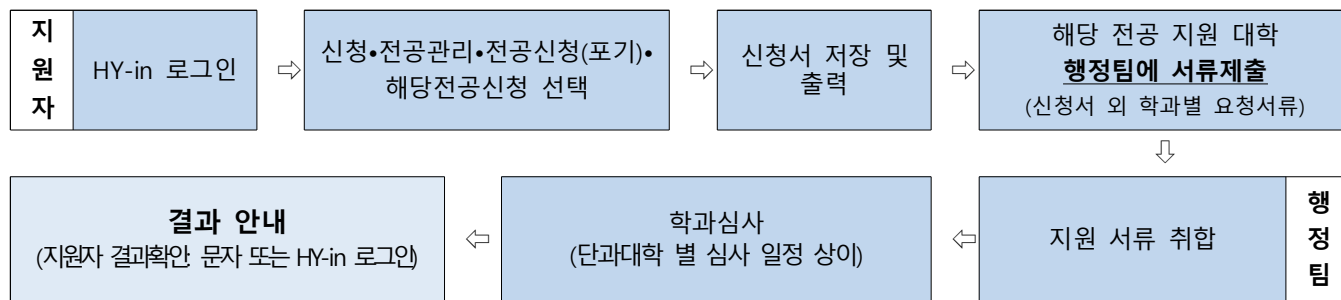 지
원
자
HY-in 로그인
⇨
신청•전공관리•전공신청(포기)•
해당전공신청 선택
⇨
신청서 저장 및
출력
⇨
해당 전공 지원 대학
행정팀에 서류제출
(신청서 외 학과별 요청서류)
⇩
결과 안내
(지원자 결과확인: 문자 또는 HY-in 로그인)
⇦
학과심사
(단과대학 별 심사 일정 상이)
⇦
지원 서류 취합
행
정
팀